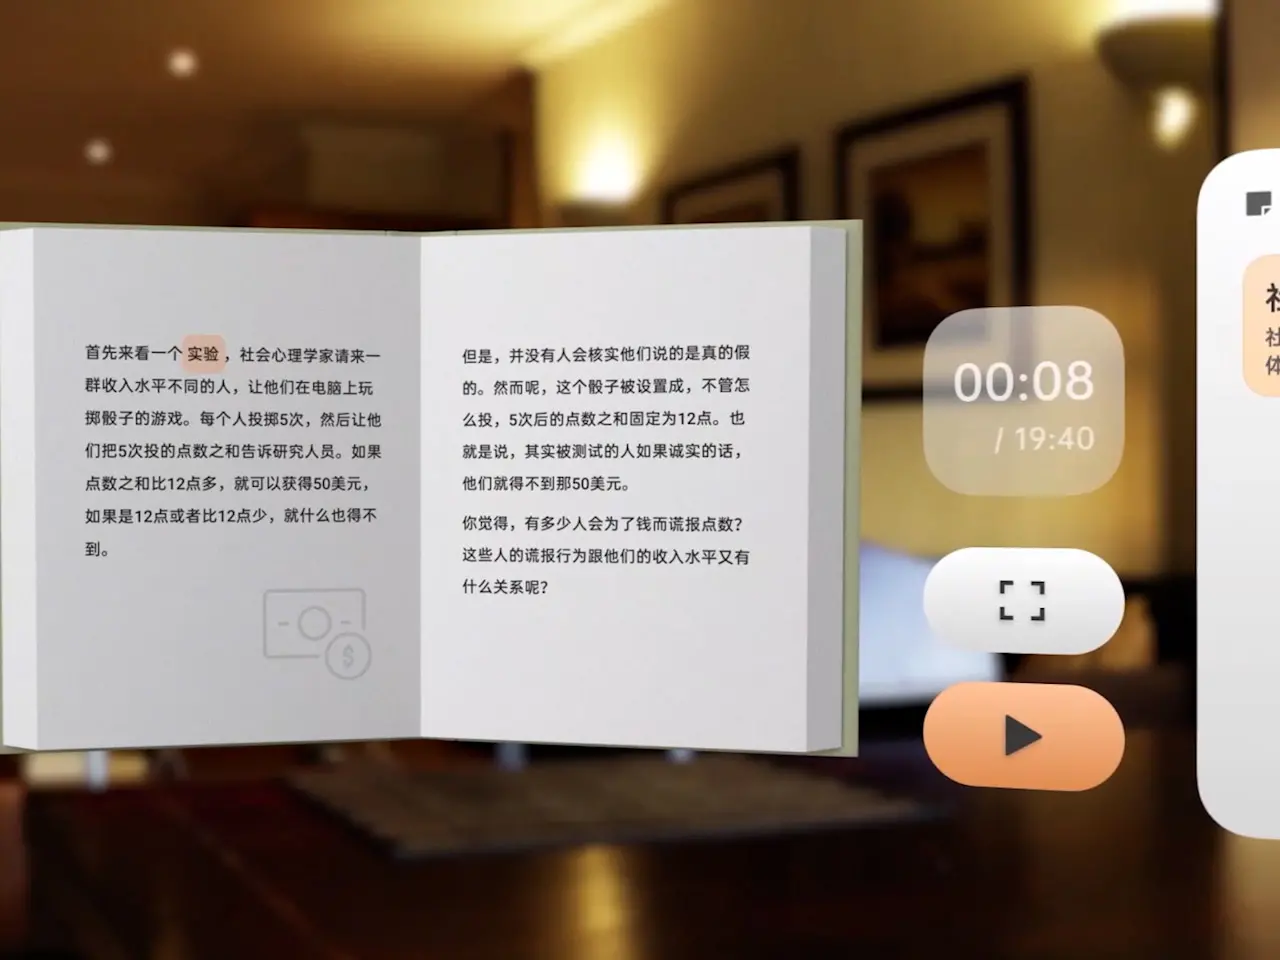 首先来看一个实验，社会心理学家请来一
群收入水平不同的人，让他们在电脑上玩
掷骰子的游戏。每个人投掷5次，然后让他
们把5次投的点数之和告诉研究人员。如果
点数之和比12点多，就可以获得50美元，
如果是12点或者比12点少，就什么也得不
到。
$
但是，并没有人会核实他们说的是真的假
的。然而呢，这个骰子被设置成，不管怎
么投，5次后的点数之和固定为12点。也
就是说，其实被测试的人如果诚实的话，
他们就得不到那50美元。
你觉得，有多少人会为了钱而谎报点数？
这些人的谎报行为跟他们的收入水平又有
什么关系呢？
00:08
/ 19:40
社
社
体